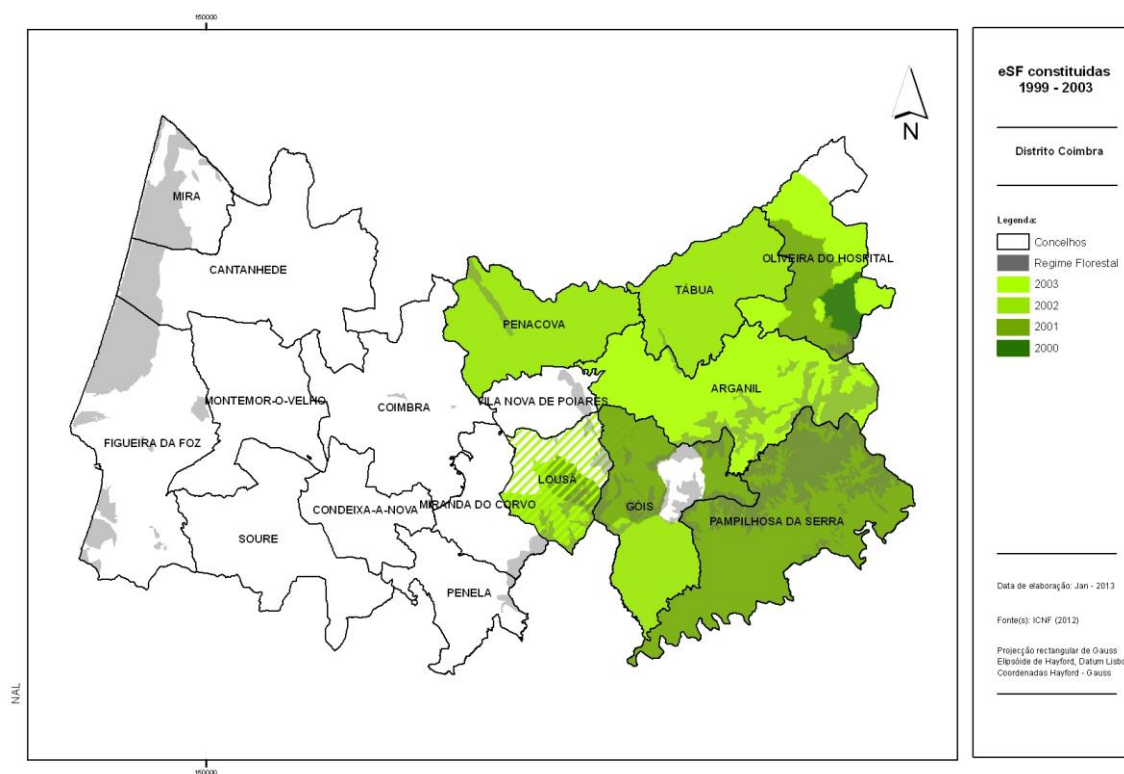 150000
N
MIRA
CANTANHEDE
OLIVEIRA DO HOSPITAL
TÁBUA
PENACOVA
ARGANIL
VILA NOVA DE POIARES
MONTEMOR-O-VELHO
COIMBRA
FIGUEIRA DA FOZ
LOUSÃ
MIRANDA DO CORVO
CONDEIXA-A-NOVA
GÓIS
PAMPILHOSA DA SERRA
SOURE
PENELA
NAL
150000
eSF constituidas
1999 - 2003
Distrito Coimbra
Legenda:
Concelhos
Regime Florestal
2003
2002
2001
2000
Data de elaboração: Jan - 2013
Fonte(s): ICNF (2012)
Projecção rectangular de Gauss
Elipsóide de Hayford, Datum Lisbo
Coordenadas Hayford - Gauss